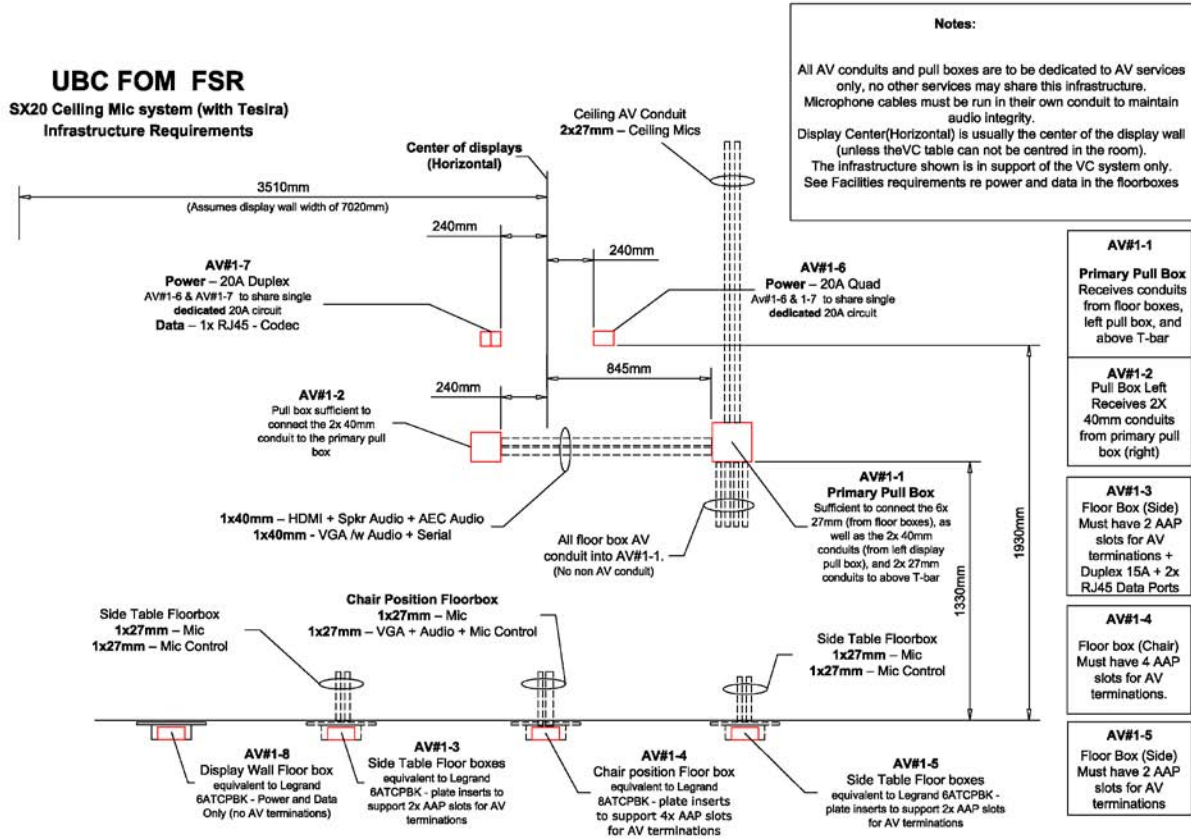 UBC FOM FSR
SX20 Ceiling Mic system (with Tesira)
Infrastructure Requirements
Notes:
All AV conduits and pull boxes are to be dedicated to AV services
only, no other services may share this infrastructure.
Microphone cables must be run in their own conduit to maintain
audio integrity.
Display Center(Horizontal) is usually the center of the display wall
(unless theVC table can not be centred in the room).
The infrastructure shown is in support of the VC system only.
See Facilities requirements re power and data in the floorboxes
Ceiling AV Conduit
2x27mm – Ceiling Mics
Center of displays
(Horizontal)
3510mm
(Assumes display wall width of 7020mm)
240mm
240mm
AV#1-7
Power – 20A Duplex
AV#1-6 & AV#1-7 to share single
dedicated 20A circuit
Data – 1x RJ45 - Codec
AV#1-6
Power – 20A Quad
Av#1-6 & 1-7 to share single
dedicated 20A circuit
845mm
240mm
AV#1-2
Pull box sufficient to
connect the 2x 40mm
conduit to the primary pull
box
1x40mm – HDMI + Spkr Audio + AEC Audio
1x40mm - VGA /w Audio + Serial
All floor box AV
conduit into AV#1-1.
(No non AV conduit)
AV#1-1
Primary Pull Box
Sufficient to connect the 6x
27mm (from floor boxes), as
well as the 2x 40mm
conduits (from left display
pull box), and 2x 27mm
conduits to above T-bar
1330mm
1930mm
AV#1-1
Primary Pull Box
Receives conduits
from floor boxes,
left pull box, and
above T-bar
AV#1-2
Pull Box Left
Receives 2X
40mm conduits
from primary pull
box (right)
AV#1-3
Floor Box (Side)
Must have 2 AAP
slots for AV
terminations +
Duplex 15A + 2x
RJ45 Data Ports
AV#1-4
Floor box (Chair)
Must have 4 AAP
slots for AV
terminations.
AV#1-5
Floor Box (Side)
Must have 2 AAP
slots for AV
terminations
Side Table Floorbox
1x27mm – Mic
1x27mm – Mic Control
Chair Position Floorbox
1x27mm – Mic
1x27mm – VGA + Audio + Mic Control
Side Table Floorbox
1x27mm – Mic
1x27mm – Mic Control
AV#1-8
Display Wall Floor box
equivalent to Legrand
6ATCPBK - Power and Data
Only (no AV terminations)
AV#1-3
Side Table Floor boxes
equivalent to Legrand
6ATCPBK - plate inserts to
support 2x AAP slots for AV
terminations
AV#1-4
Chair position Floor box
equivalent to Legrand
8ATCPBK - plate inserts
to support 4x AAP slots
for AV terminations
AV#1-5
Side Table Floor boxes
equivalent to Legrand 6ATCPBK -
plate inserts to support 2x AAP slots
for AV terminations